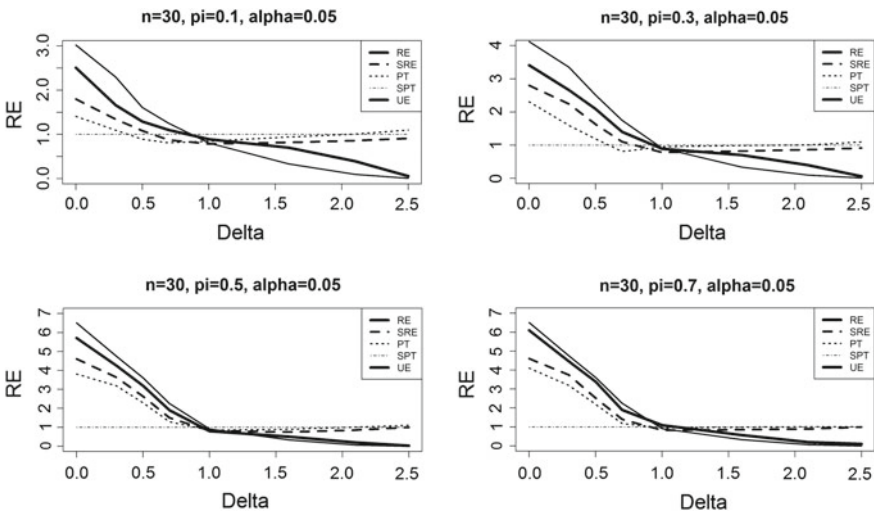 n=30, pi=0.1, alpha=0.05
RE
3.0
2.0
1.0
0.0
RE
SRE
PT
SPT
UE
0.0 0.5 1.0 1.5 2.0 2.5
Delta
n=30, pi=0.3, alpha=0.05
RE
4
3
2
1
0
RE
SRE
PT
SPT
UE
0.0 0.5 1.0 1.5 2.0 2.5
Delta
n=30, pi=0.5, alpha=0.05
RE
7
6
5
4
3
2
1
0
RE
SRE
PT
SPT
UE
0.0 0.5 1.0 1.5 2.0 2.5
Delta
n=30, pi=0.7, alpha=0.05
RE
7
6
5
4
3
2
1
0
RE
SRE
PT
SPT
UE
0.0 0.5 1.0 1.5 2.0 2.5
Delta